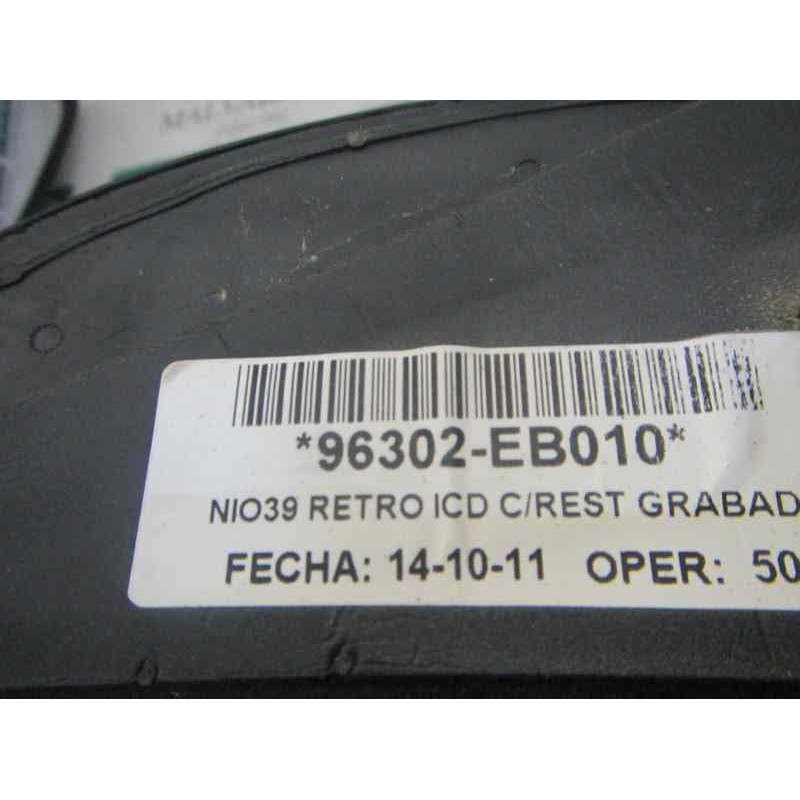 *96302-EB010*
NIO39 RETRO ICD C/REST GRABAD
FECHA: 14-10-11 OPER: 50